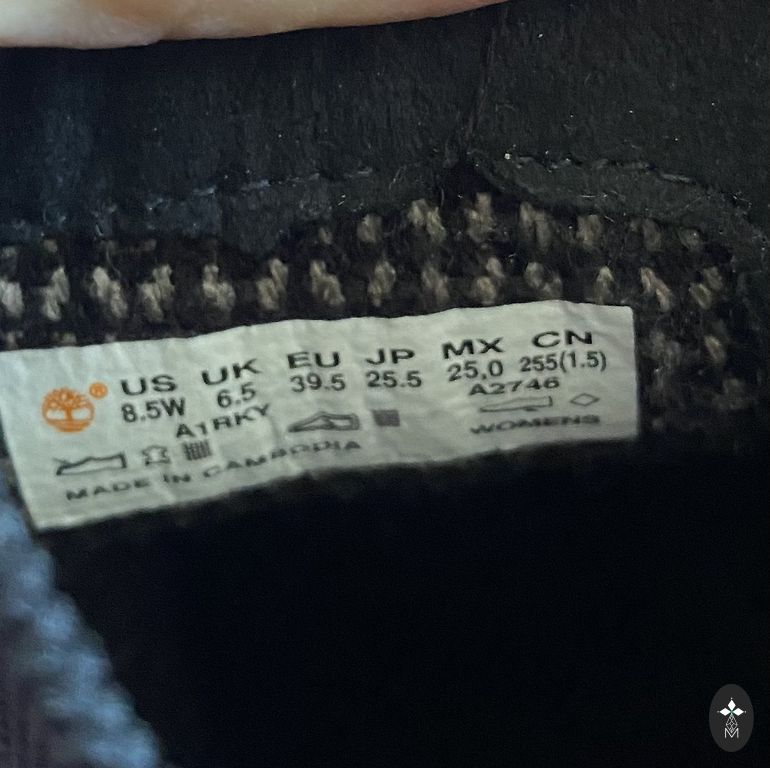 US UK EU JP MX CN
8.5W 6.5 39.5 25.5 25.0 255(1.5)
A1RKY A2746
WOMENS
MADE IN CAMBODIA
®
M